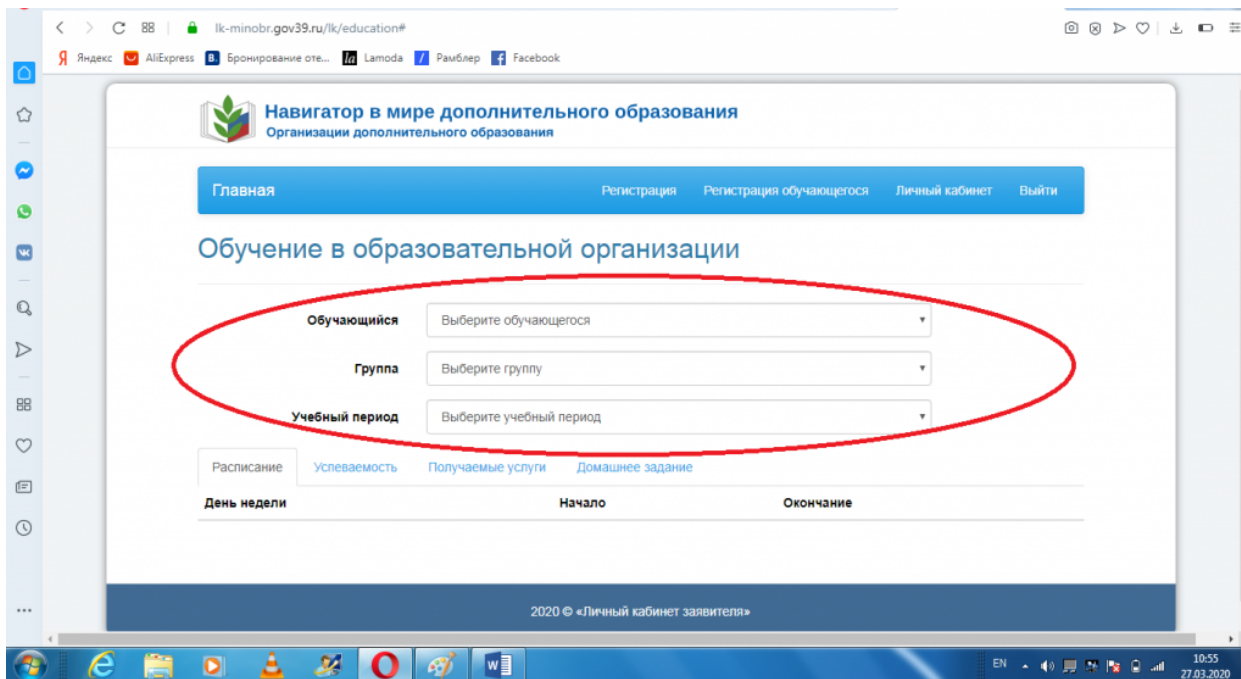 lk-minobr.gov39.ru/lk/education#
Яндекс AliExpress B. Бронирование оте... la Lamoda Рамблер Facebook
Навигатор в мире дополнительного образования
Организации дополнительного образования
Главная Регистрация Регистрация обучающегося Личный кабинет Выйти
Обучение в образовательной организации
Обучающийся Выберите обучающегося
Группа Выберите группу
Учебный период Выберите учебный период
Расписание Успеваемость Получаемые услуги Домашнее задание
День недели Начало Окончание
2020 © «Личный кабинет заявителя»
EN 10:55
27.03.2020